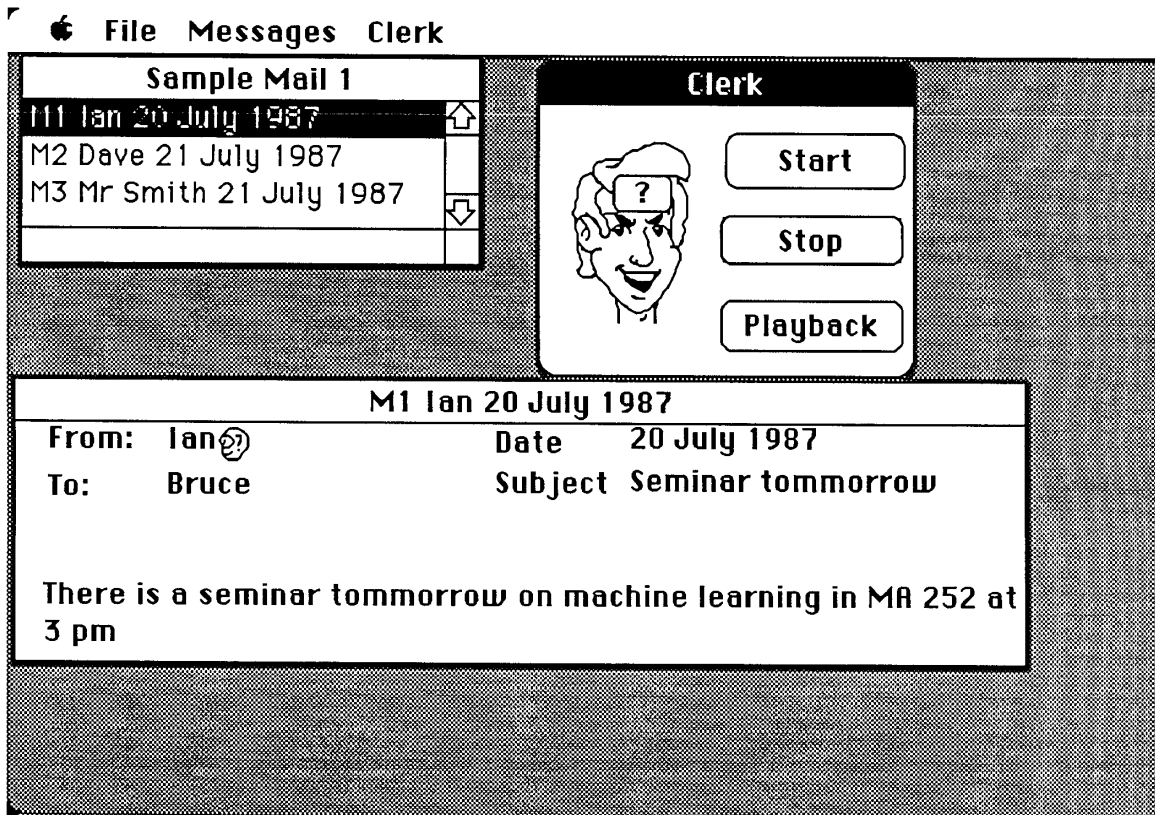 File Messages Clerk
Sample Mail 1
M1 Ian 20 July 1987
M2 Dave 21 July 1987
M3 Mr Smith 21 July 1987
Clerk
?
Start
Stop
Playback
M1 Ian 20 July 1987
From: Ian Date 20 July 1987
To: Bruce Subject Seminar tommorrow
There is a seminar tommorrow on machine learning in MA 252 at
3 pm